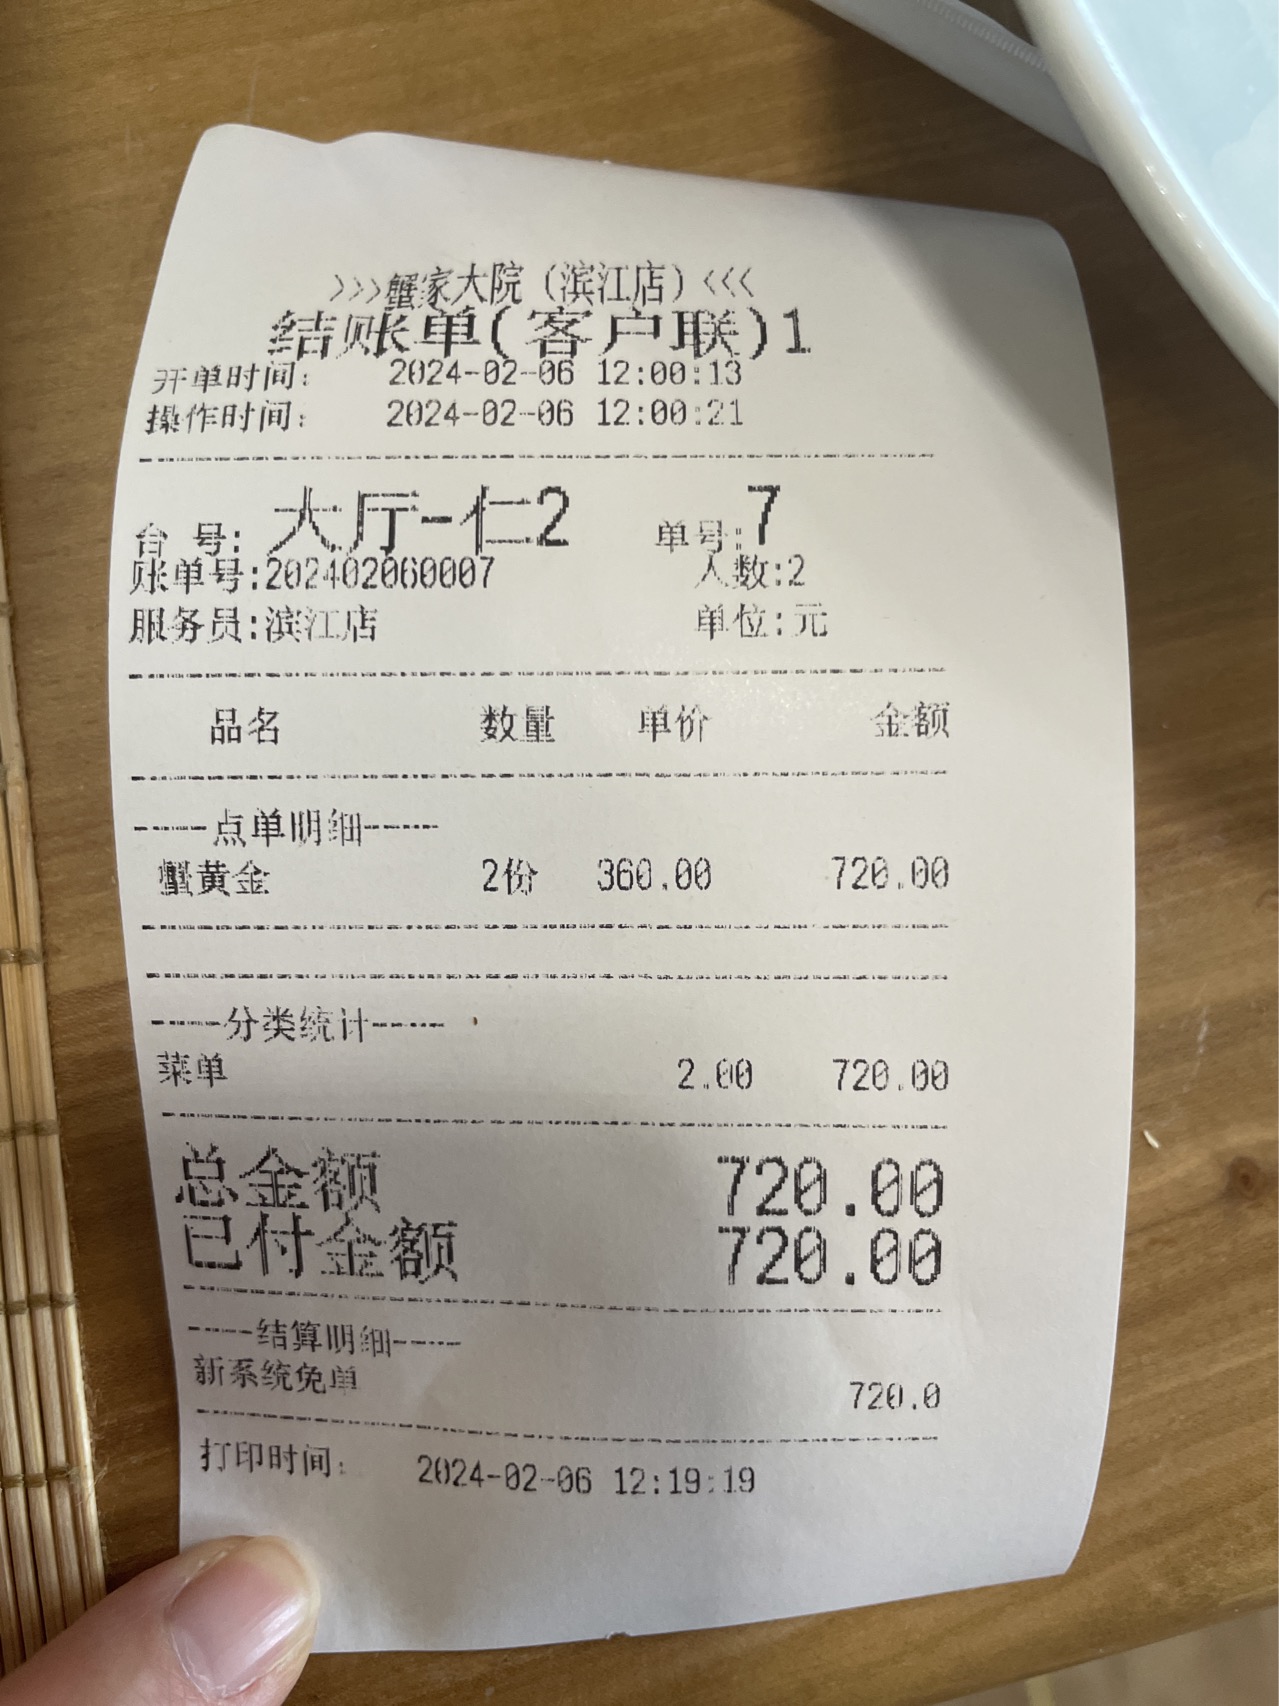 >>>蟹家大院（滨江店）<<<
结账单(客户联)1
开单时间: 2024-02-06 12:00:13
操作时间: 2024-02-06 12:00:21
台 号: 大厅-仁2 单号:7
账单号:202402060007 人数:2
服务员:滨江店 单位:元
品名 数量 单价 金额
----点单明细----
蟹黄金 2份 360.00 720.00
----分类统计----
菜单 2.00 720.00
总金额 720.00
已付金额 720.00
----结算明细----
新系统免单 720.0
打印时间: 2024-02-06 12:19:19